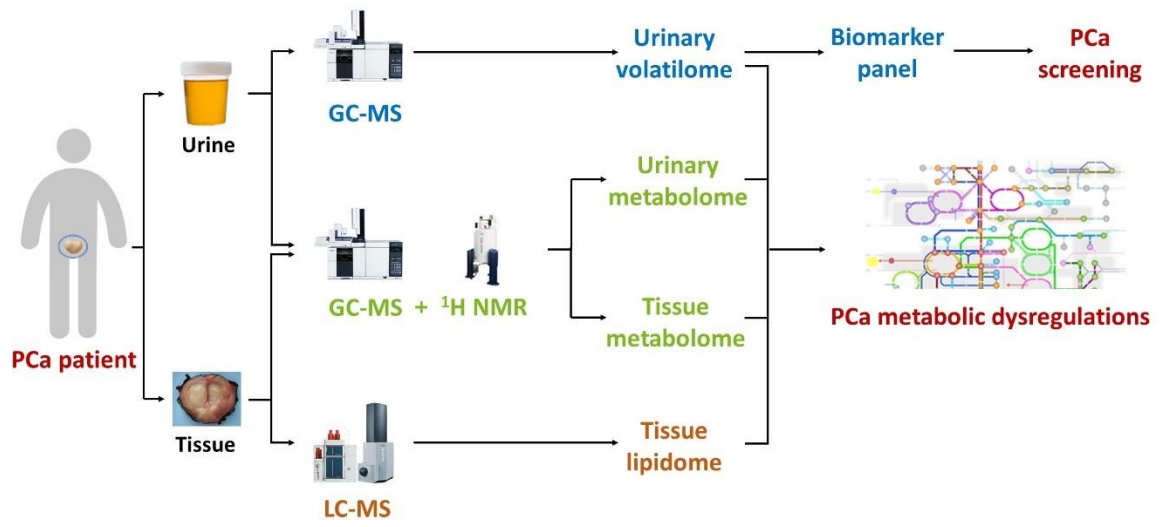 Urinary
volatilome
Biomarker
panel
PCa
screening
GC-MS
Urine
Urinary
metabolome
GC-MS + ¹H NMR
Tissue
metabolome
PCa metabolic dysregulations
PCa patient
Tissue
Tissue
lipidome
LC-MS